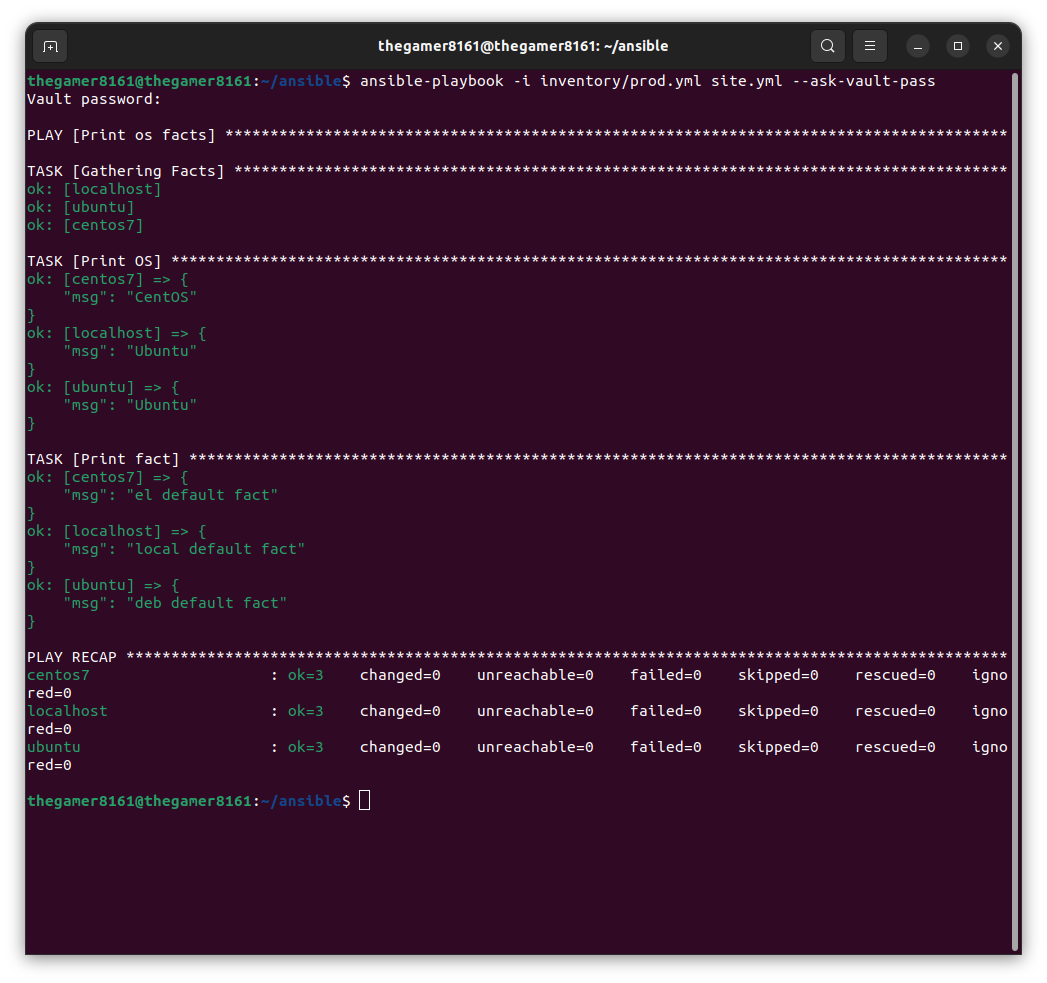 thegamer8161@thegamer8161: ~/ansible
thegamer8161@thegamer8161:~/ansible$ ansible-playbook -i inventory/prod.yml site.yml --ask-vault-pass
Vault password:
PLAY [Print os facts] ***************************************************************************************
TASK [Gathering Facts] **************************************************************************************
ok: [localhost]
ok: [ubuntu]
ok: [centos7]
TASK [Print OS] *********************************************************************************************
ok: [centos7] => {
    "msg": "CentOS"
}
ok: [localhost] => {
    "msg": "Ubuntu"
}
ok: [ubuntu] => {
    "msg": "Ubuntu"
}
TASK [Print fact] *******************************************************************************************
ok: [centos7] => {
    "msg": "el default fact"
}
ok: [localhost] => {
    "msg": "local default fact"
}
ok: [ubuntu] => {
    "msg": "deb default fact"
}
PLAY RECAP **************************************************************************************************
centos7                    : ok=3    changed=0    unreachable=0    failed=0    skipped=0    rescued=0    igno
red=0
localhost                  : ok=3    changed=0    unreachable=0    failed=0    skipped=0    rescued=0    igno
red=0
ubuntu                     : ok=3    changed=0    unreachable=0    failed=0    skipped=0    rescued=0    igno
red=0
thegamer8161@thegamer8161:~/ansible$